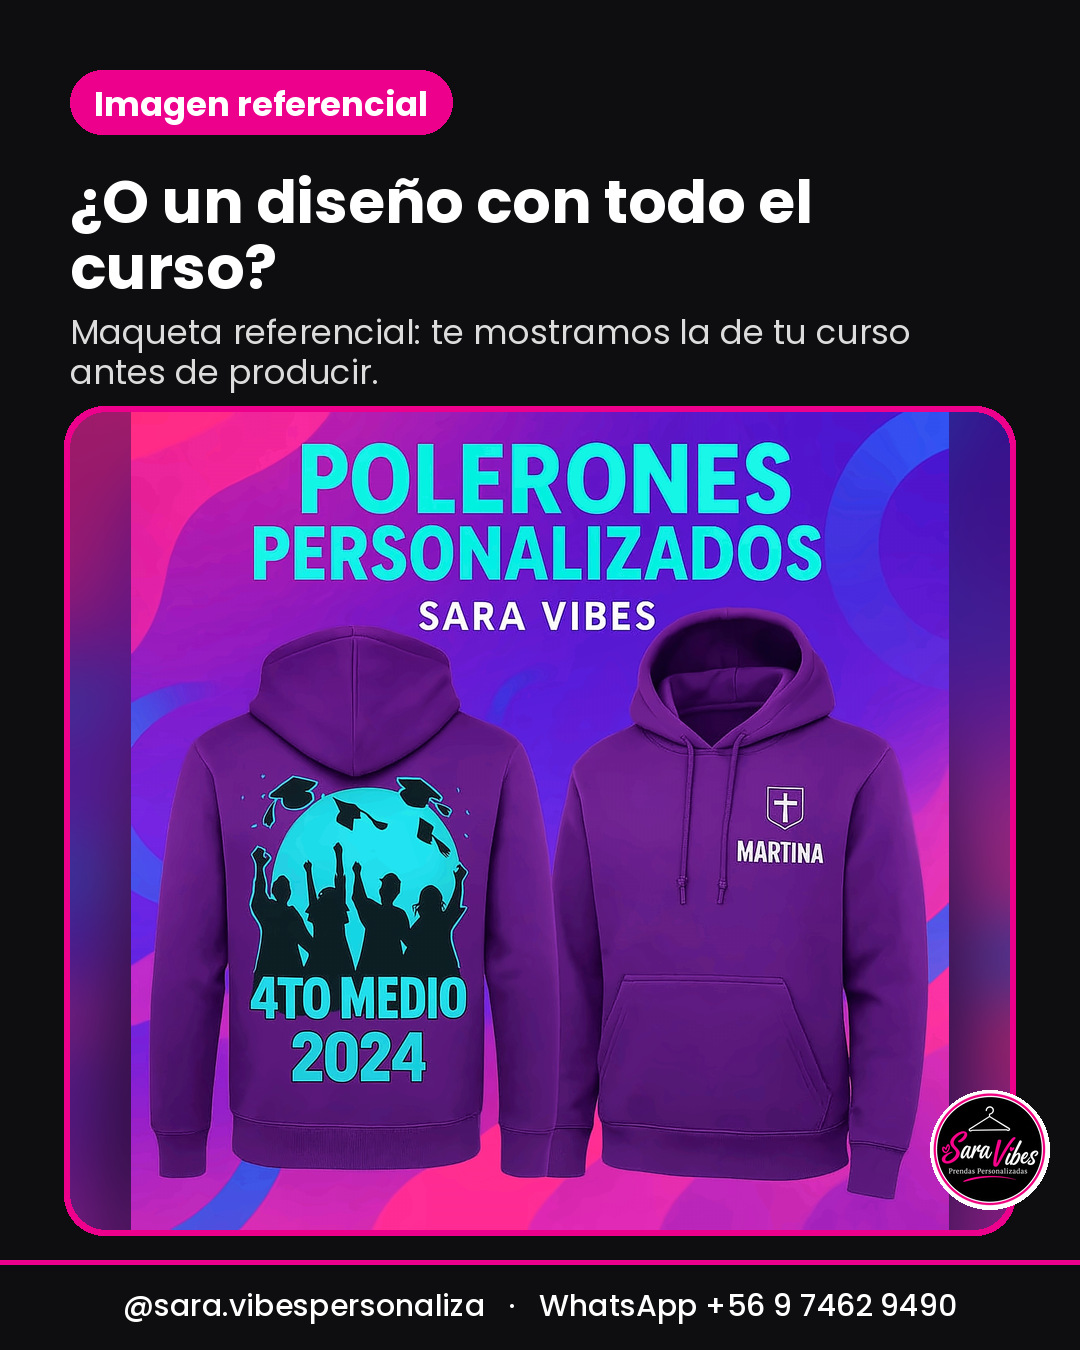 Imagen referencial
¿O un diseño con todo el
curso?
Maqueta referencial: te mostramos la de tu curso
antes de producir.
POLERONES
PERSONALIZADOS
SARA VIBES
MARTINA
4TO MEDIO
2024
Sara Vibes
Prendas Personalizadas
@sara.vibespersonaliza · WhatsApp +56 9 7462 9490